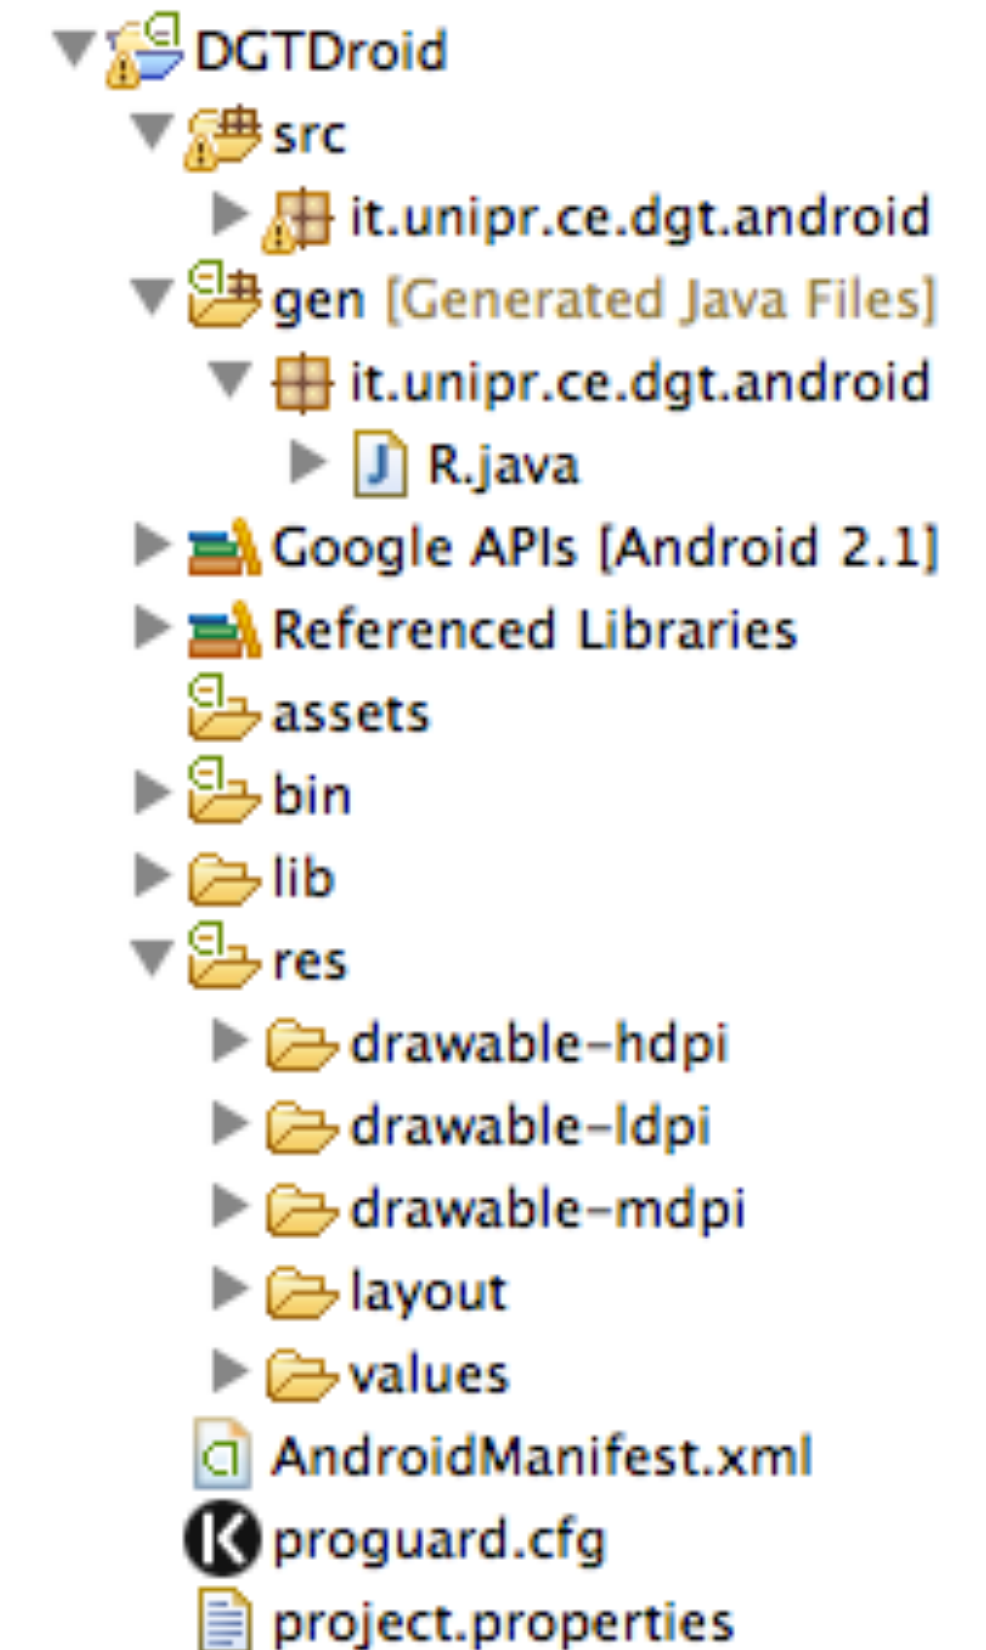 DGTDroid
src
it.unipr.ce.dgt.android
gen [Generated Java Files]
it.unipr.ce.dgt.android
R.java
Google APIs [Android 2.1]
Referenced Libraries
assets
bin
lib
res
drawable-hdpi
drawable-ldpi
drawable-mdpi
layout
values
AndroidManifest.xml
proguard.cfg
project.properties